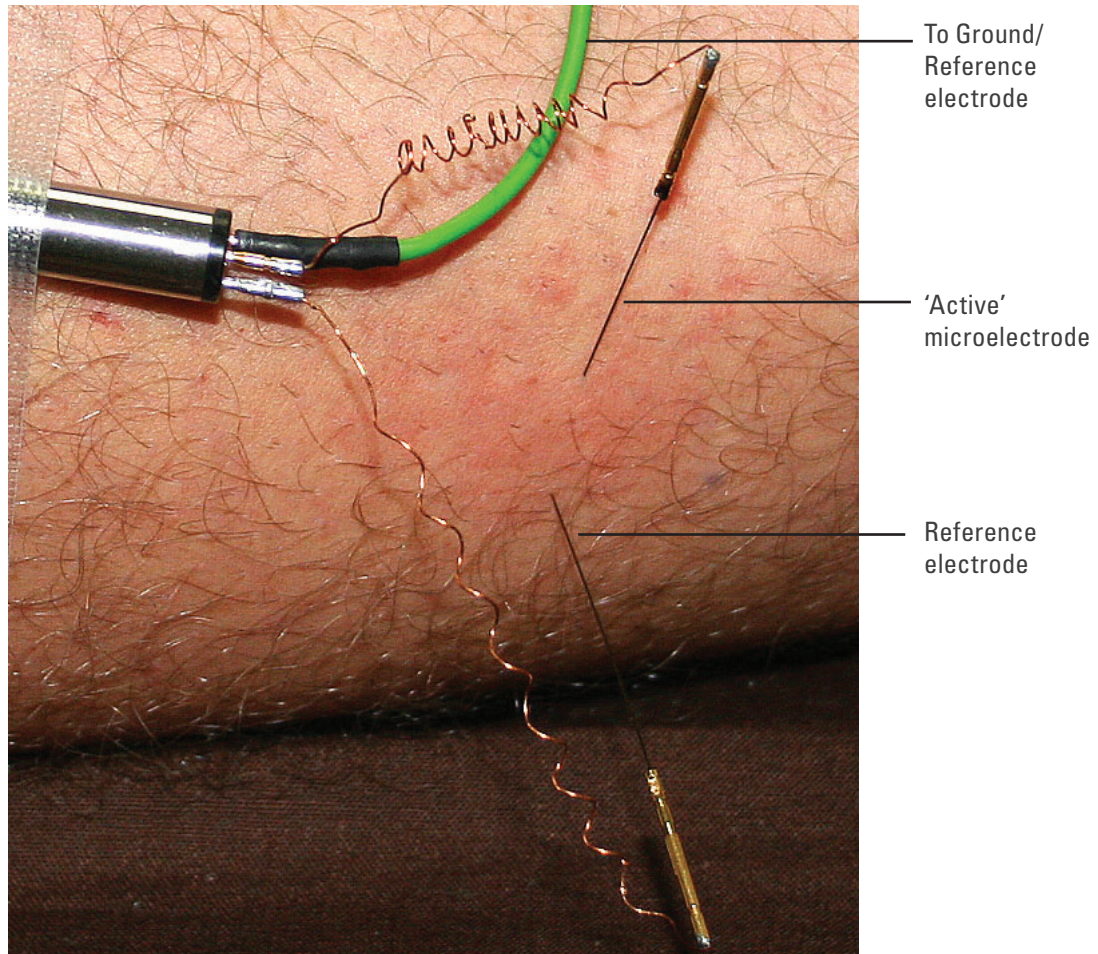 To Ground/
Reference
electrode
‘Active’
microelectrode
Reference
electrode